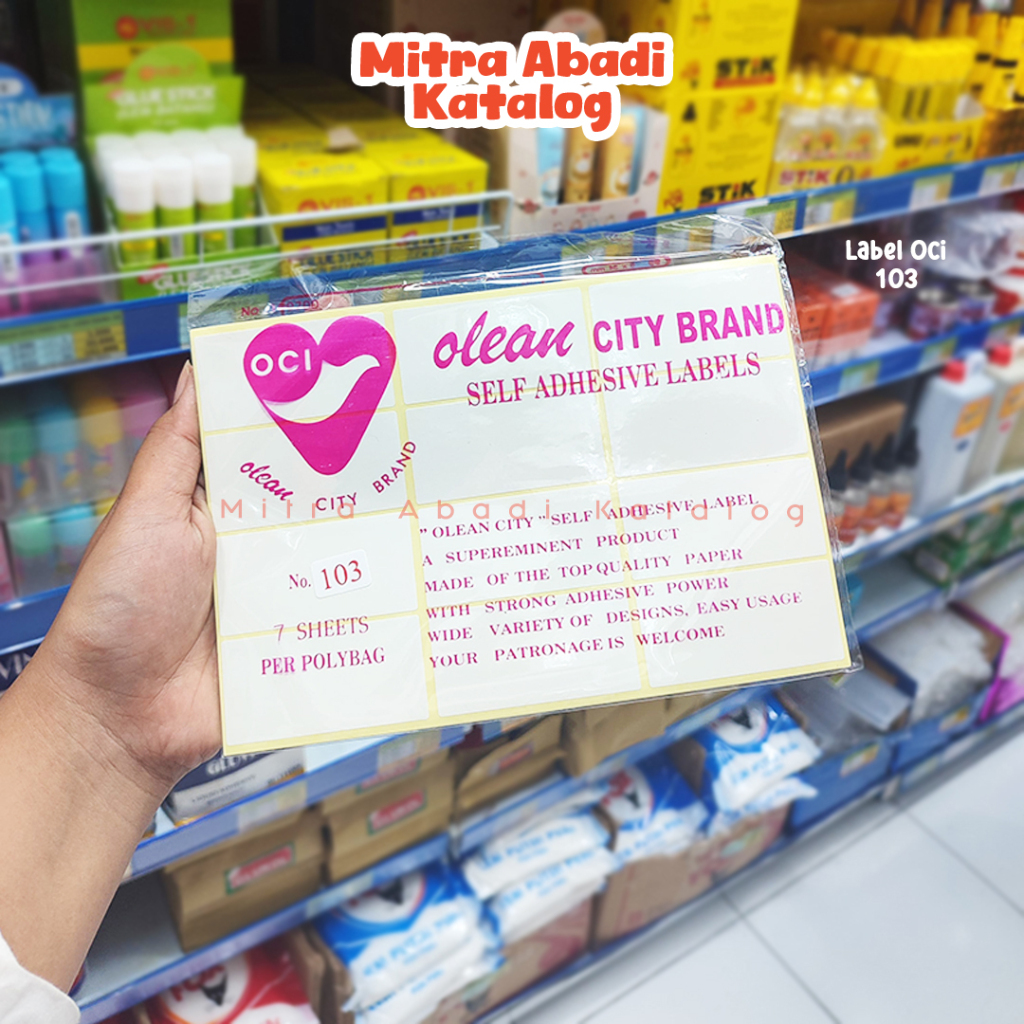 Mitra Abadi
Katalog
STiK
GLUE STICK
STiK
Label Oci
103
OCI
olean CITY BRAND
SELF ADHESIVE LABELS
olean CITY BRAND
Mitra Abadi Katalog
" OLEAN CITY " SELF ADHESIVE LABEL
A SUPEREMINENT PRODUCT
MADE OF THE TOP QUALITY PAPER
WITH STRONG ADHESIVE POWER
WIDE VARIETY OF DESIGNS, EASY USAGE
YOUR PATRONAGE IS WELCOME
No. 103
7 SHEETS
PER POLYBAG